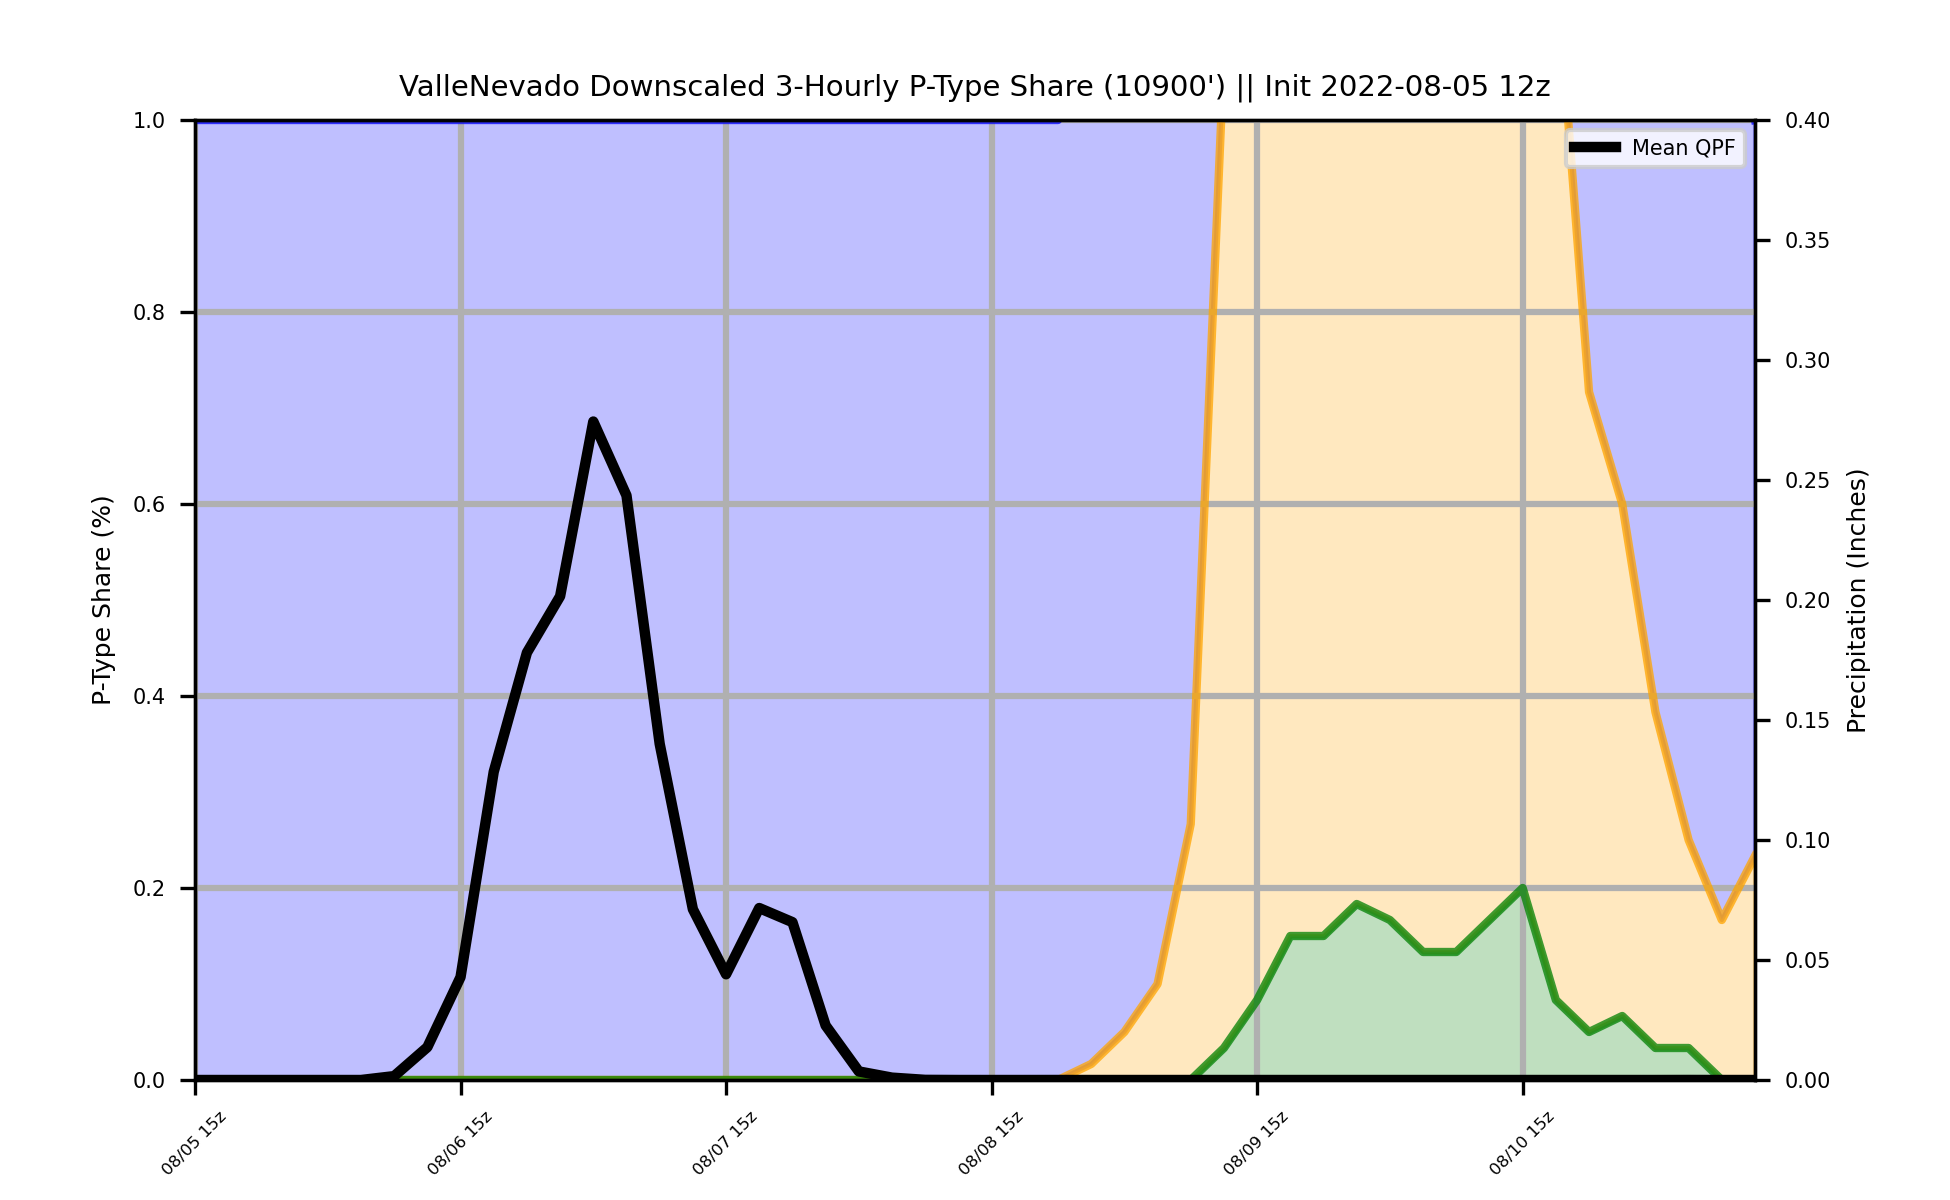 ValleNevado Downscaled 3-Hourly P-Type Share (10900') || Init 2022-08-05 12z
Mean QPF
P-Type Share (%)
1.0
0.8
0.6
0.4
0.2
0.0
Precipitation (Inches)
0.40
0.35
0.30
0.25
0.20
0.15
0.10
0.05
0.00
08/05 15z
08/06 15z
08/07 15z
08/08 15z
08/09 15z
08/10 15z